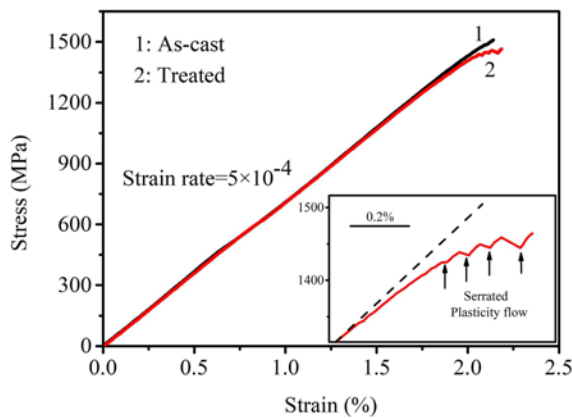 1500
1200
900
600
300
0
Stress (MPa)
1: As-cast
2: Treated
1
2
Strain rate=5×10-4
1500
1400
0.2%
Serrated
Plasticity flow
0.0
0.5
1.0
1.5
2.0
2.5
Strain (%)